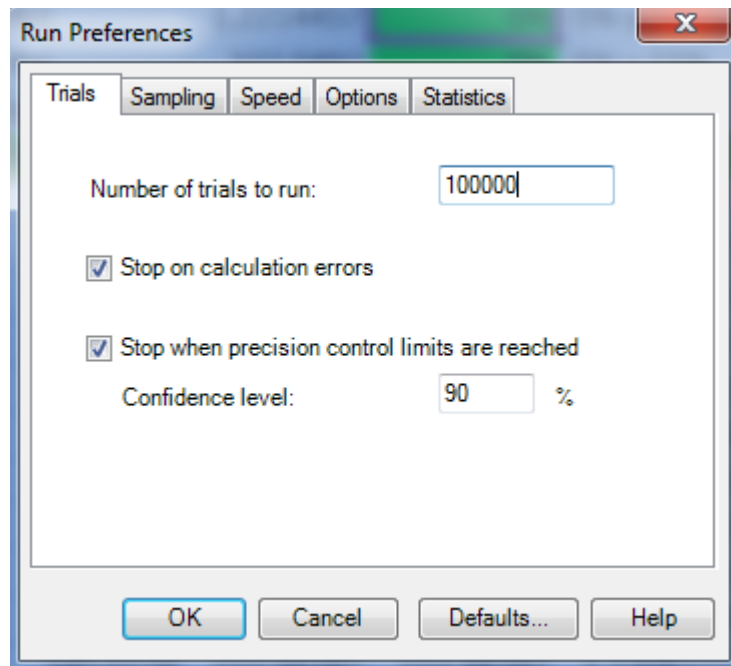 Run Preferences
Trials Sampling Speed Options Statistics
Number of trials to run: 100000
Stop on calculation errors
Stop when precision control limits are reached
Confidence level: 90 %
OK Cancel Defaults... Help